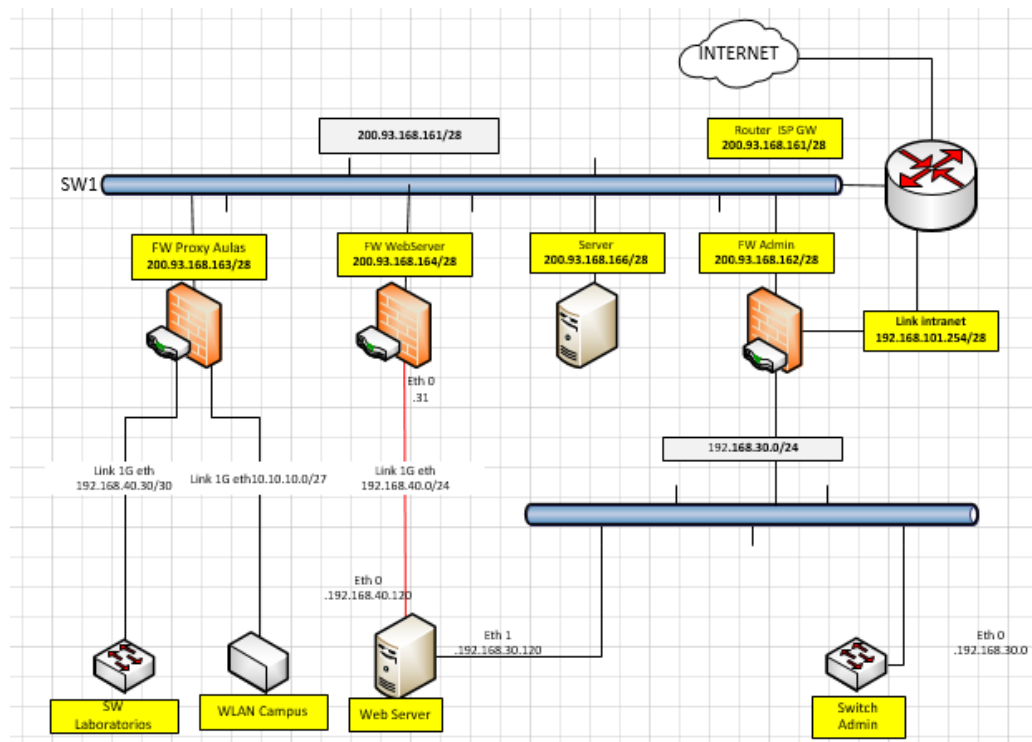 INTERNET
200.93.168.161/28
Router ISP GW
200.93.168.161/28
SW1
FW Proxy Aulas
200.93.168.163/28
FW WebServer
200.93.168.164/28
Server
200.93.168.166/28
FW Admin
200.93.168.162/28
Link intranet
192.168.101.254/28
Eth 0
.31
192.168.30.0/24
Link 1G eth
192.168.40.30/30
Link 1G eth10.10.10.0/27
Link 1G eth
192.168.40.0/24
Eth 0
.192.168.40.120
Eth 1
.192.168.30.120
Eth 0
.192.168.30.0
SW
Laboratorios
WLAN Campus
Web Server
Switch
Admin